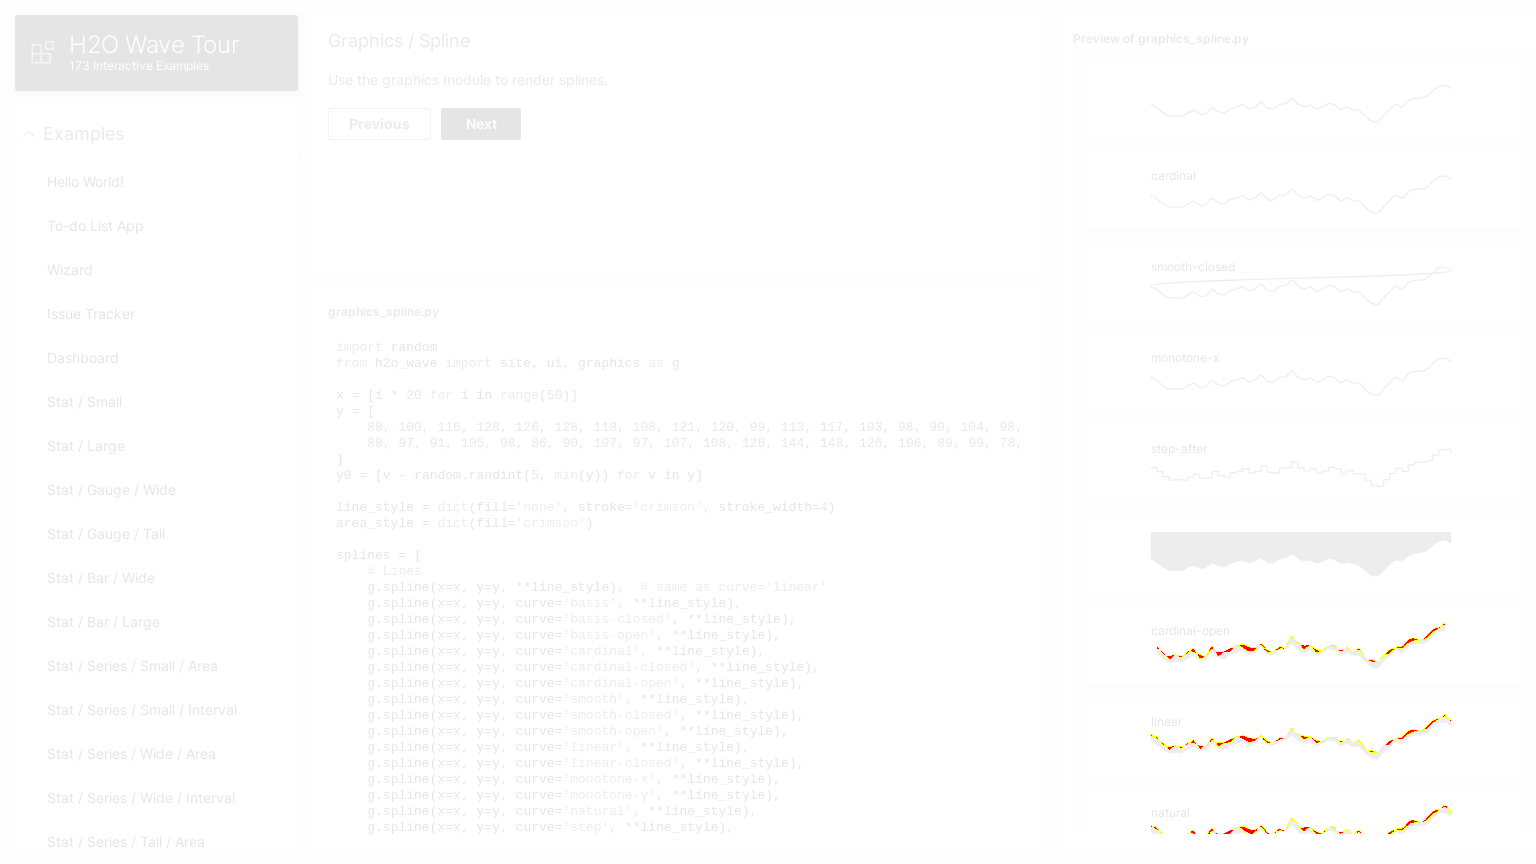 H2O Wave Tour
173 Interactive Examples
Examples
Hello World!
To-do List App
Wizard
Issue Tracker
Dashboard
Stat / Small
Stat / Large
Stat / Gauge / Wide
Stat / Gauge / Tall
Stat / Bar / Wide
Stat / Bar / Large
Stat / Series / Small / Area
Stat / Series / Small / Interval
Stat / Series / Wide / Area
Stat / Series / Wide / Interval
Stat / Series / Tall / Area
Graphics / Spline
Use the graphics module to render splines.
Previous
Next
graphics_spline.py
import random
from h2o_wave import site, ui, graphics as g
x = [i * 20 for i in range(50)]
y = [
88, 100, 116, 128, 126, 128, 118, 108, 121, 120, 99, 113, 117, 103, 98, 90, 104, 98,
88, 97, 91, 105, 98, 86, 90, 107, 97, 107, 108, 128, 144, 148, 126, 106, 89, 99, 78,
]
y0 = [v - random.randint(5, min(y)) for v in y]
line_style = dict(fill='none', stroke='crimson', stroke_width=4)
area_style = dict(fill='crimson')
splines = [
# Lines
g.spline(x=x, y=y, **line_style),  # same as curve='linear'
g.spline(x=x, y=y, curve='basis', **line_style),
g.spline(x=x, y=y, curve='basis-closed', **line_style),
g.spline(x=x, y=y, curve='basis-open', **line_style),
g.spline(x=x, y=y, curve='cardinal', **line_style),
g.spline(x=x, y=y, curve='cardinal-closed', **line_style),
g.spline(x=x, y=y, curve='cardinal-open', **line_style),
g.spline(x=x, y=y, curve='smooth', **line_style),
g.spline(x=x, y=y, curve='smooth-closed', **line_style),
g.spline(x=x, y=y, curve='smooth-open', **line_style),
g.spline(x=x, y=y, curve='linear', **line_style),
g.spline(x=x, y=y, curve='linear-closed', **line_style),
g.spline(x=x, y=y, curve='monotone-x', **line_style),
g.spline(x=x, y=y, curve='monotone-y', **line_style),
g.spline(x=x, y=y, curve='natural', **line_style),
g.spline(x=x, y=y, curve='step', **line_style),
Preview of graphics_spline.py
cardinal
smooth-closed
monotone-x
step-after
cardinal-open
linear
natural